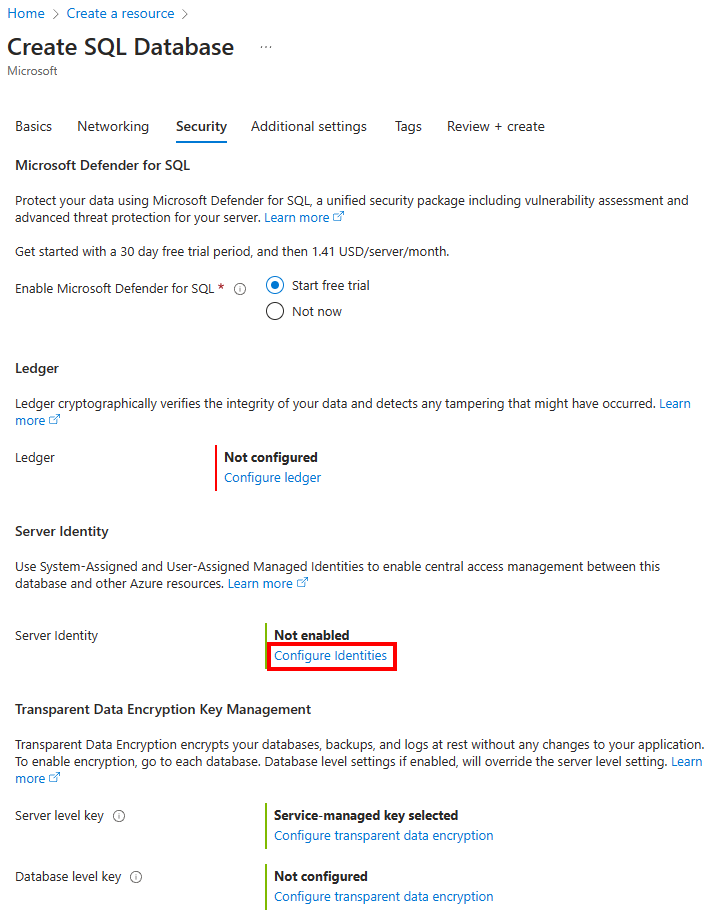 Home > Create a resource >
Create SQL Database ...
Microsoft
Basics Networking Security Additional settings Tags Review + create
Microsoft Defender for SQL
Protect your data using Microsoft Defender for SQL, a unified security package including vulnerability assessment and
advanced threat protection for your server. Learn more
Get started with a 30 day free trial period, and then 1.41 USD/server/month.
Enable Microsoft Defender for SQL * Start free trial
Not now
Ledger
Ledger cryptographically verifies the integrity of your data and detects any tampering that might have occurred. Learn
more
Ledger Not configured
Configure ledger
Server Identity
Use System-Assigned and User-Assigned Managed Identities to enable central access management between this
database and other Azure resources. Learn more
Server Identity Not enabled
Configure Identities
Transparent Data Encryption Key Management
Transparent Data Encryption encrypts your databases, backups, and logs at rest without any changes to your application.
To enable encryption, go to each database. Database level settings if enabled, will override the server level setting. Learn
more
Server level key Service-managed key selected
Configure transparent data encryption
Database level key Not configured
Configure transparent data encryption